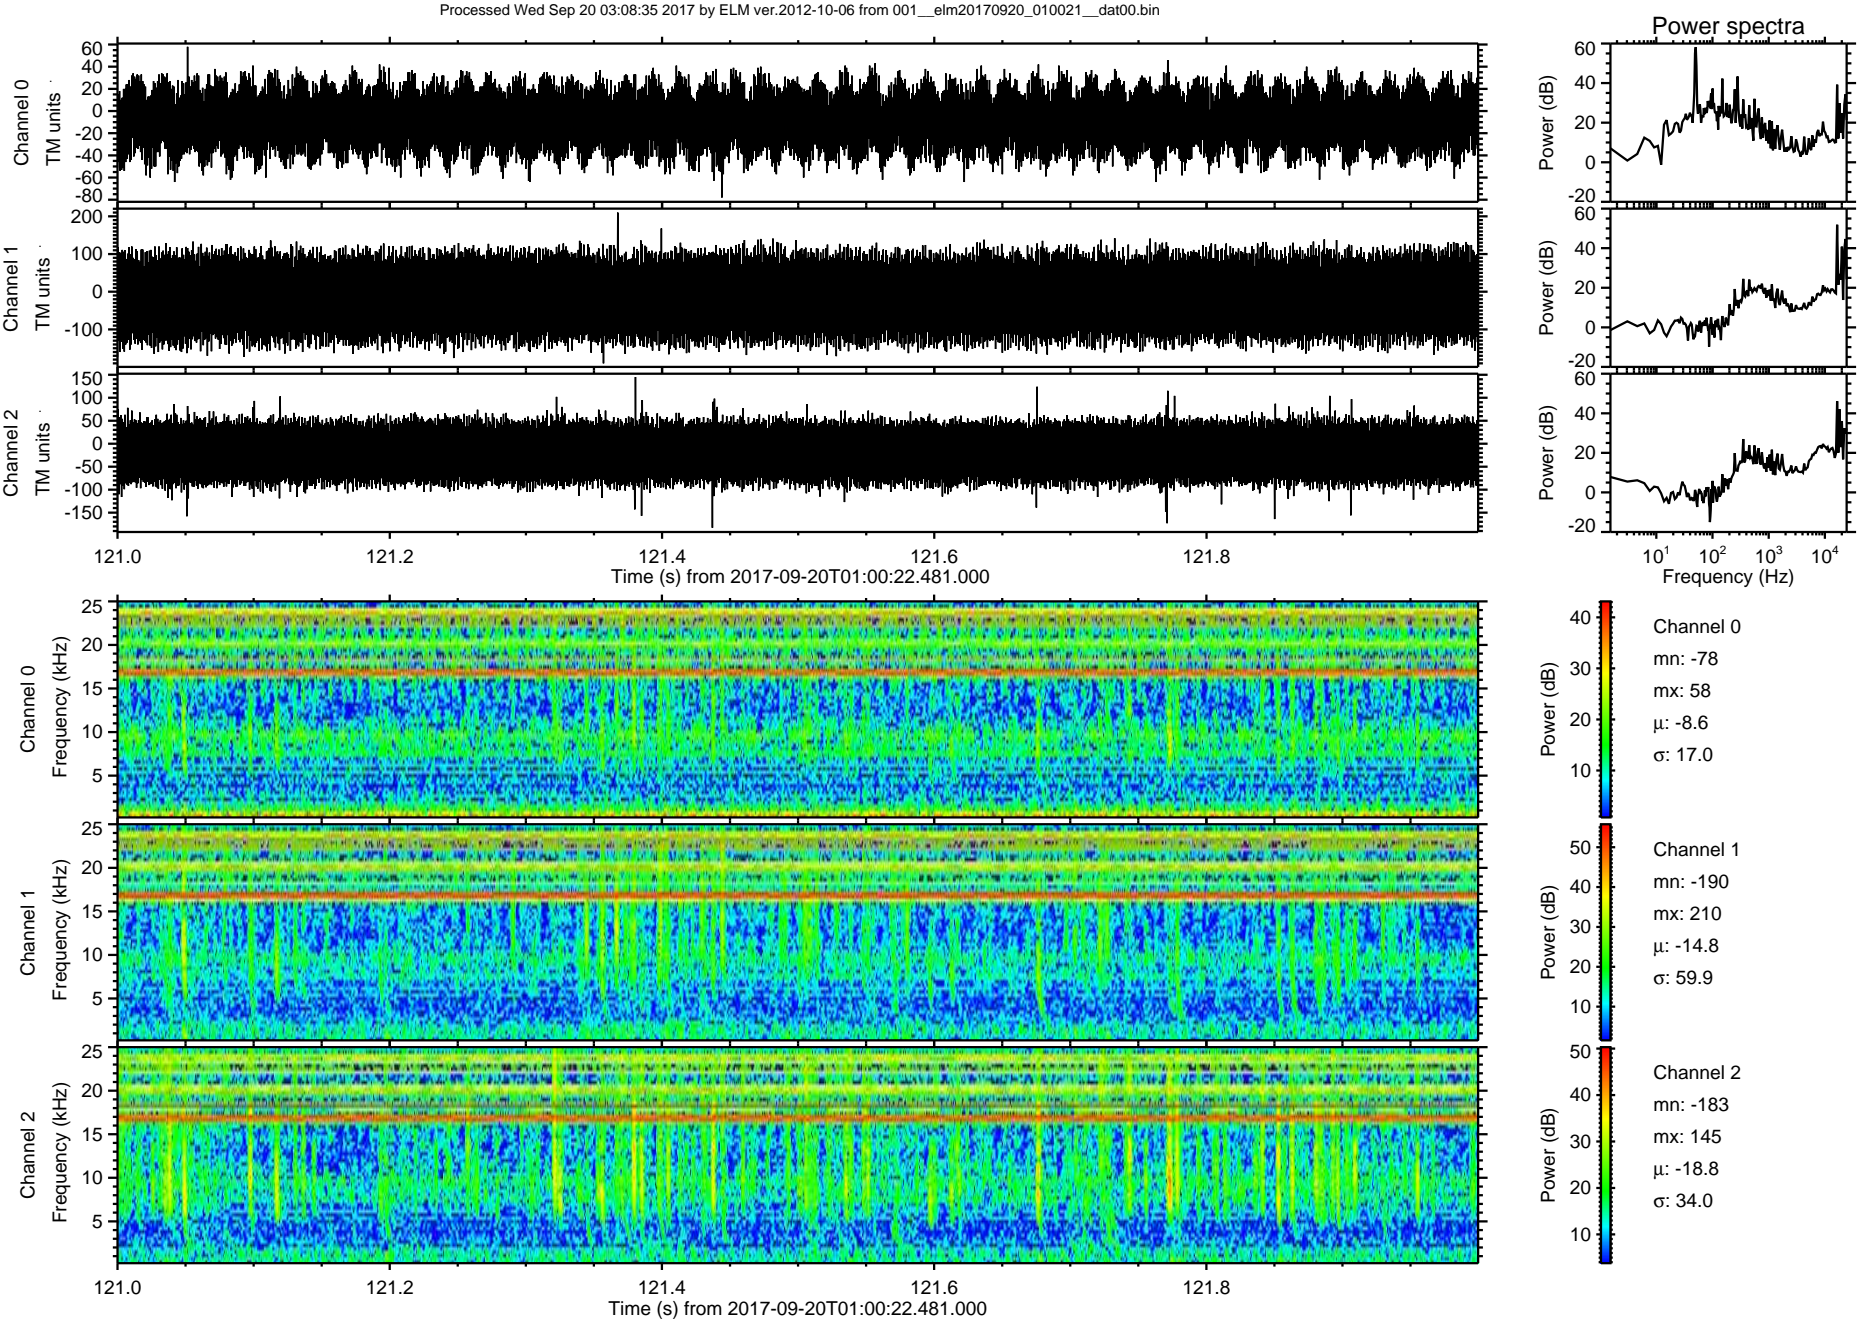 Processed Wed Sep 20 03:08:35 2017 by ELM ver.2012-10-06 from 001__elm20170920_010021__dat00.bin
Power spectra
Channel 0
TM units
60
40
20
0
-20
-40
-60
-80
Power (dB)
60
40
20
0
-20
Channel 1
TM units
200
100
0
-100
Power (dB)
60
40
20
0
-20
Channel 2
TM units
150
100
50
0
-50
-100
-150
Power (dB)
60
40
20
0
-20
121.0 121.2 121.4 121.6 121.8
Time (s) from 2017-09-20T01:00:22.481.000
10¹ 10² 10³ 10⁴
Frequency (Hz)
Channel 0
Frequency (kHz)
25
20
15
10
5
Power (dB)
40
30
20
10
Channel 0
mn: -78
mx: 58
μ: -8.6
σ: 17.0
Channel 1
Frequency (kHz)
25
20
15
10
5
Power (dB)
50
40
30
20
10
Channel 1
mn: -190
mx: 210
μ: -14.8
σ: 59.9
Channel 2
Frequency (kHz)
25
20
15
10
5
Power (dB)
50
40
30
20
10
Channel 2
mn: -183
mx: 145
μ: -18.8
σ: 34.0
121.0 121.2 121.4 121.6 121.8
Time (s) from 2017-09-20T01:00:22.481.000